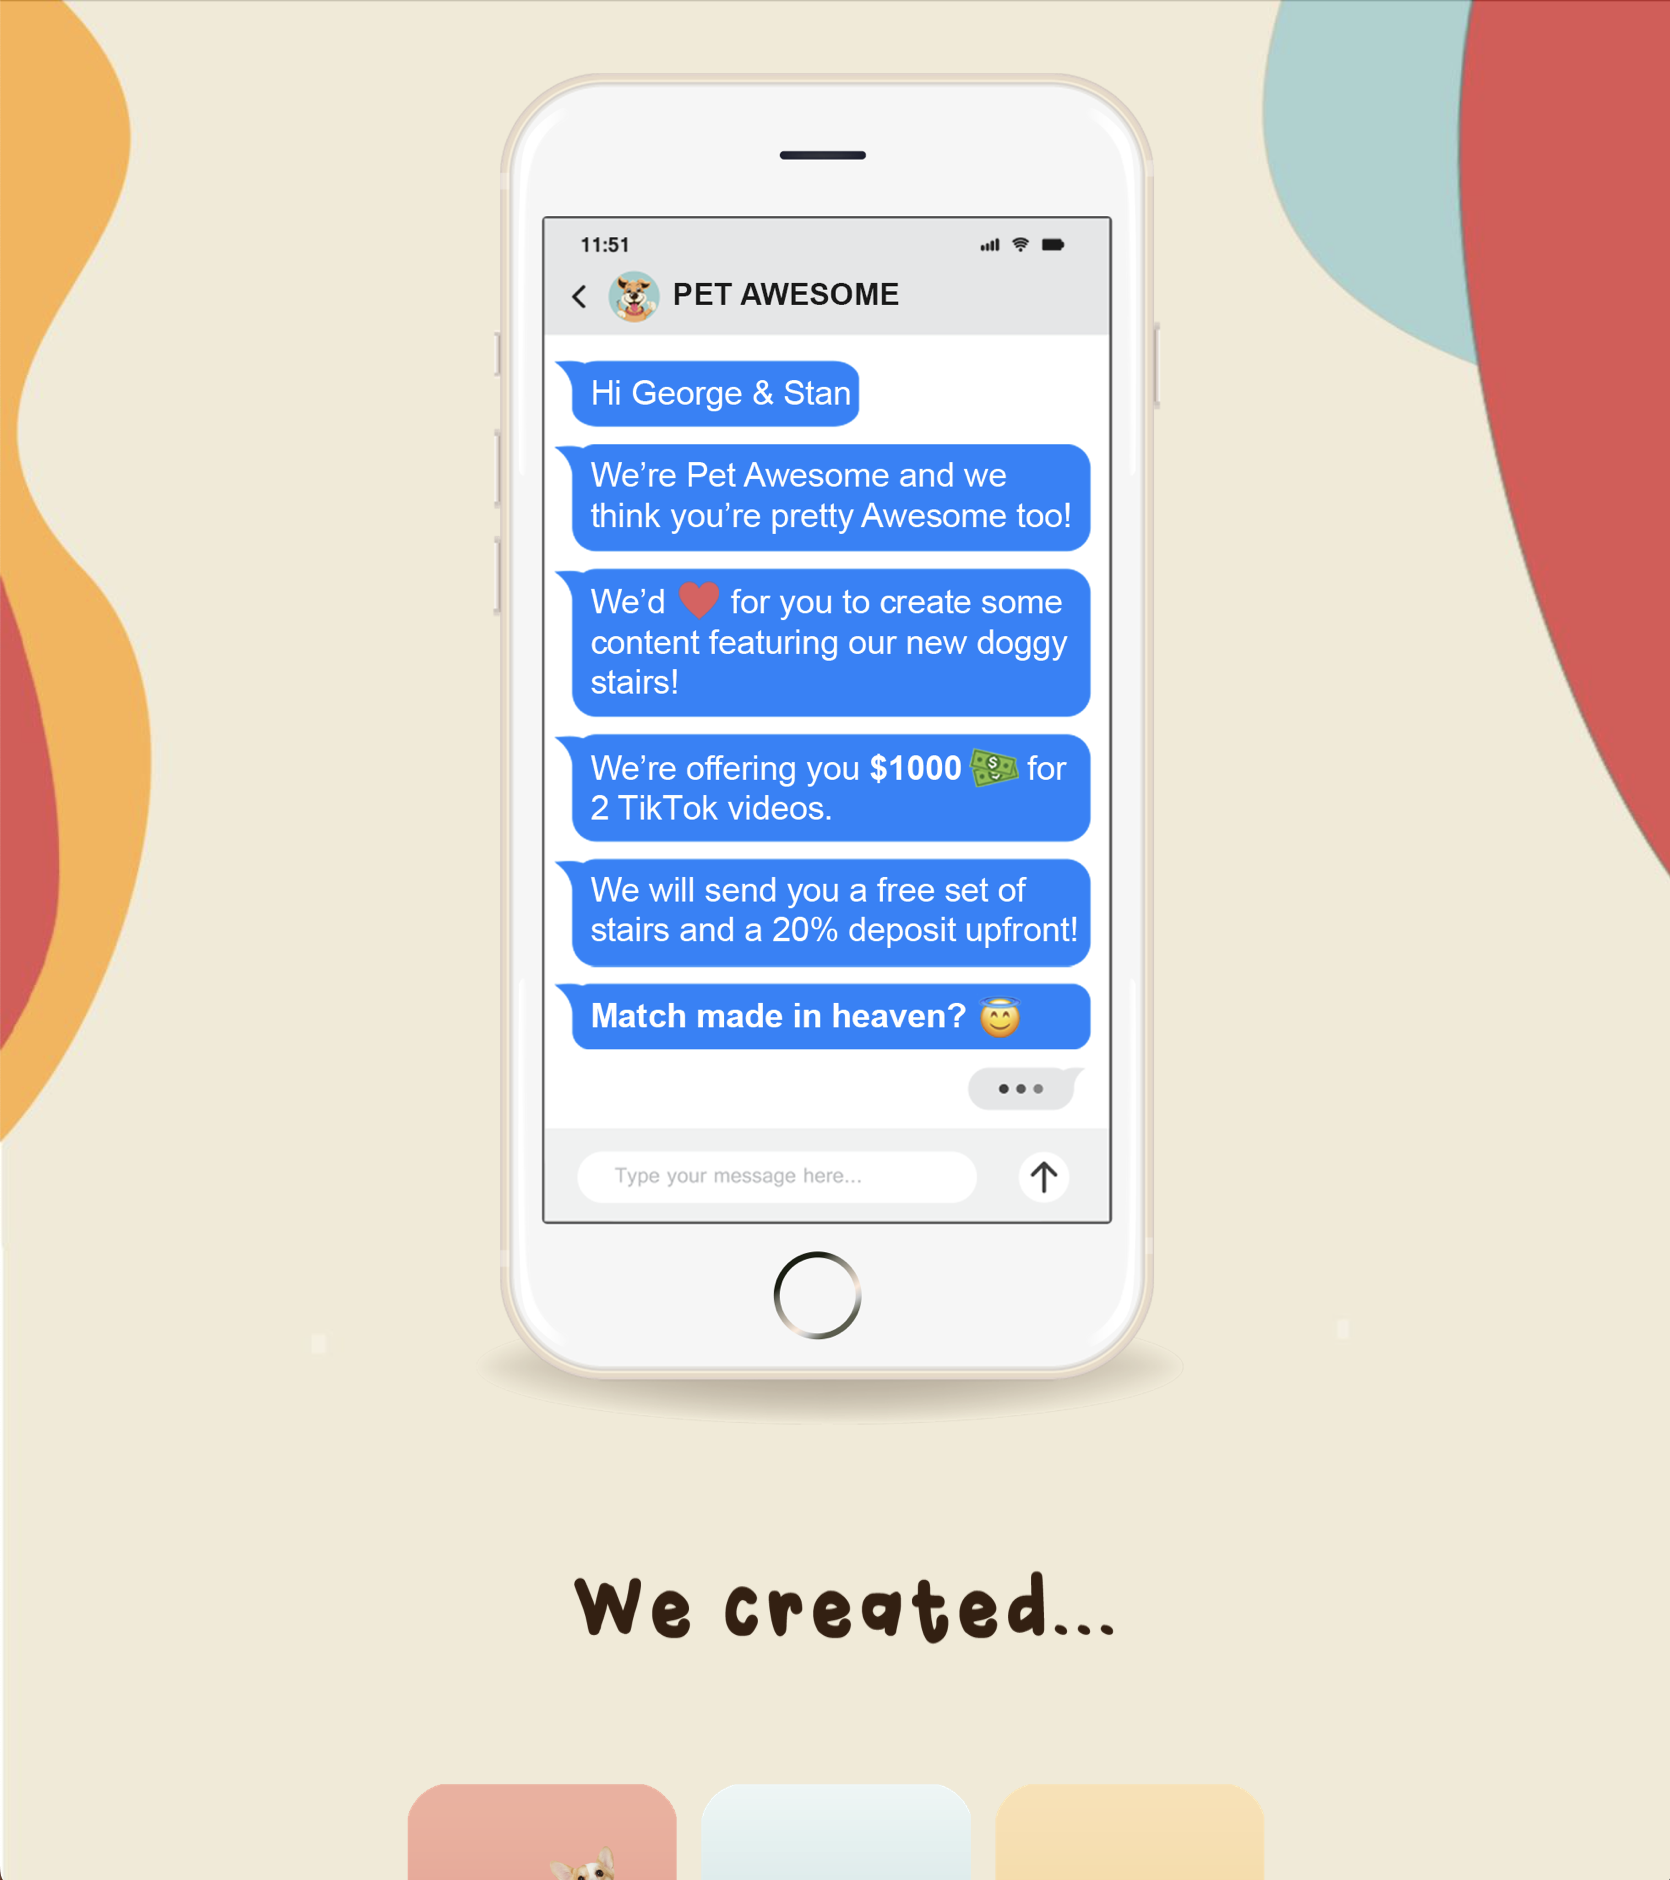 11:51
PET AWESOME
Hi George & Stan
We’re Pet Awesome and we
think you’re pretty Awesome too!
We’d ❤️ for you to create some
content featuring our new doggy
stairs!
We’re offering you $1000 💵 for
2 TikTok videos.
We will send you a free set of
stairs and a 20% deposit upfront!
Match made in heaven? 😇
Type your message here...
We created...